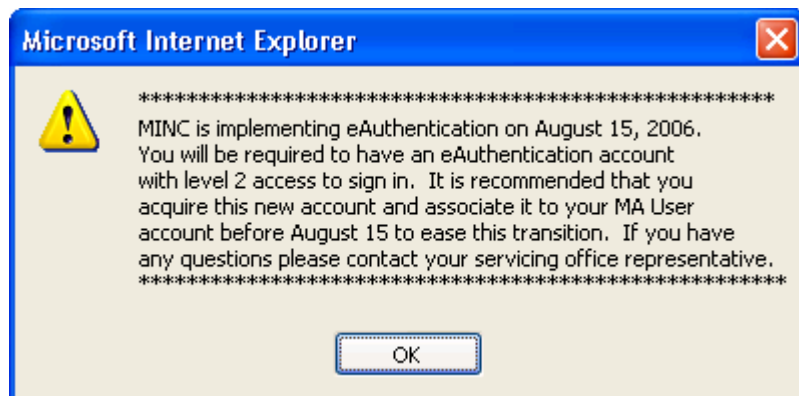 Microsoft Internet Explorer
*****************************************************
MINC is implementing eAuthentication on August 15, 2006.
You will be required to have an eAuthentication account
with level 2 access to sign in.  It is recommended that you
acquire this new account and associate it to your MA User
account before August 15 to ease this transition.  If you have
any questions please contact your servicing office representative.
******************************************************
OK